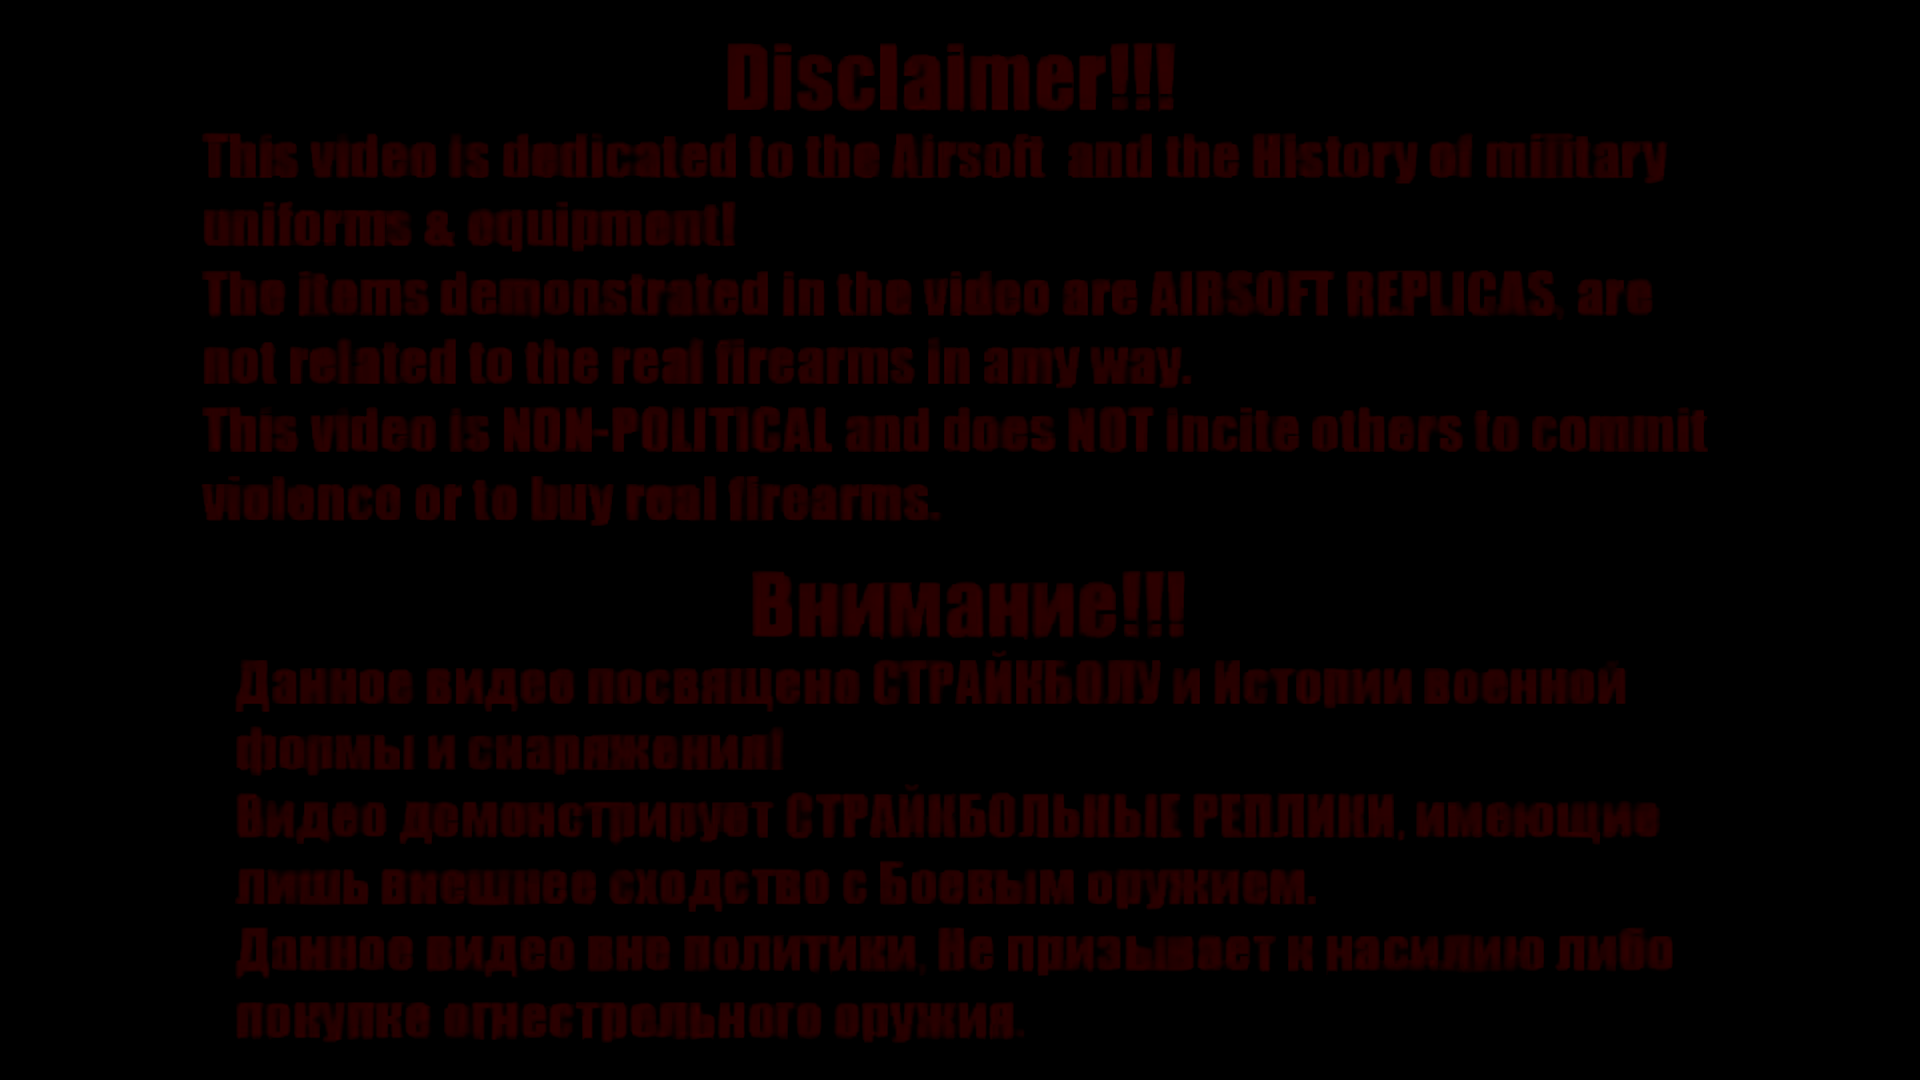 Disclaimer!!!
This video is dedicated to the Airsoft and the History of military
uniforms & equipment!
The items demonstrated in the video are AIRSOFT REPLICAS, are
not related to the real firearms in amy way.
This video is NON-POLITICAL and does NOT incite others to commit
violence or to buy real firearms.
Внимание!!!
Данное видео посвящено СТРАЙКБОЛУ и Истории военной
формы и снаряжения!
Видео демонстрирует СТРАЙКБОЛЬНЫЕ РЕПЛИКИ, имеющие
лишь внешнее сходство с Боевым оружием.
Данное видео вне политики, Не призывает к насилию либо
покупке огнестрельного оружия.